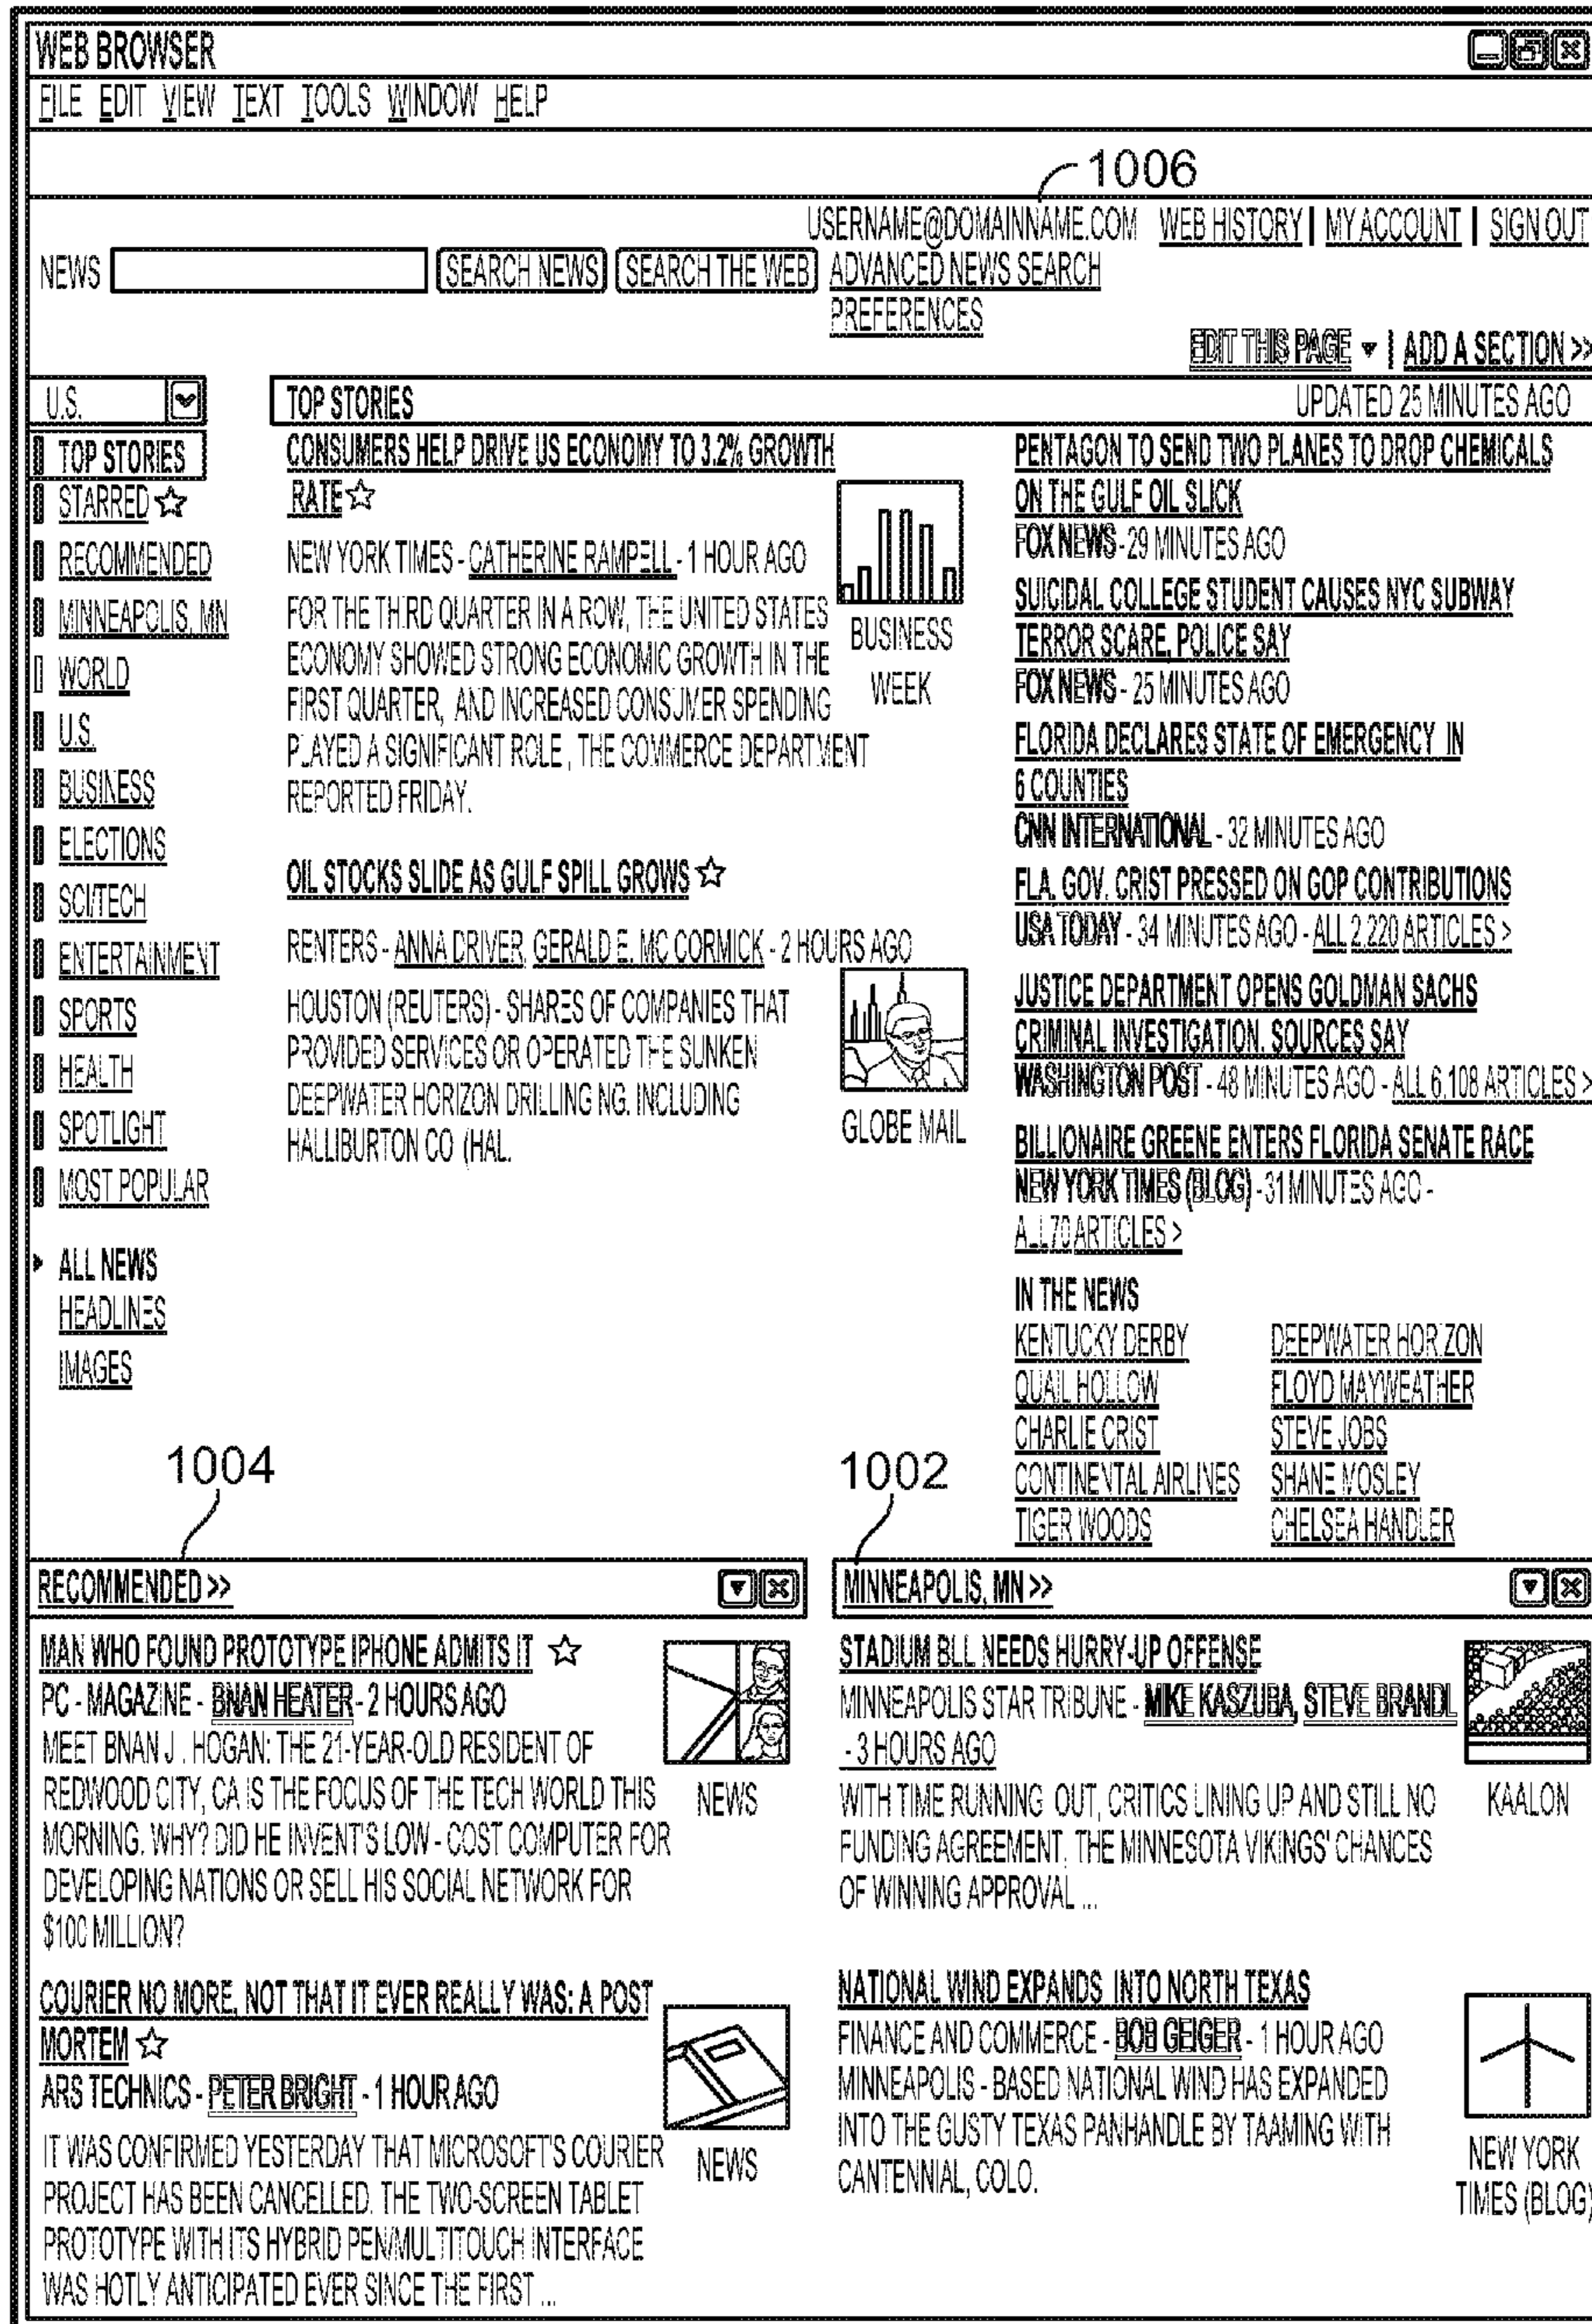 WEB BROWSER
FILE EDIT VIEW TEXT TOOLS WINDOW HELP
1006
USERNAME@DOMAINNAME.COM WEB HISTORY | MY ACCOUNT | SIGN OUT
NEWS SEARCH NEWS SEARCH THE WEB ADVANCED NEWS SEARCH
PREFERENCES
EDIT THIS PAGE ▼ | ADD A SECTION >>
U.S.
TOP STORIES
STARRED ☆
RECOMMENDED
MINNEAPOLIS, MN
WORLD
U.S.
BUSINESS
ELECTIONS
SCI/TECH
ENTERTAINMENT
SPORTS
HEALTH
SPOTLIGHT
MOST POPULAR
ALL NEWS
HEADLINES
IMAGES
TOP STORIES UPDATED 25 MINUTES AGO
CONSUMERS HELP DRIVE US ECONOMY TO 3.2% GROWTH
RATE ☆
NEW YORK TIMES - CATHERINE RAMPELL - 1 HOUR AGO
FOR THE THIRD QUARTER IN A ROW, THE UNITED STATES
ECONOMY SHOWED STRONG ECONOMIC GROWTH IN THE
FIRST QUARTER, AND INCREASED CONSUMER SPENDING
PLAYED A SIGNIFICANT ROLE, THE COMMERCE DEPARTMENT
REPORTED FRIDAY.
BUSINESS
WEEK
OIL STOCKS SLIDE AS GULF SPILL GROWS ☆
RENTERS - ANNA DRIVER, GERALD E. MC CORMICK - 2 HOURS AGO
HOUSTON (REUTERS) - SHARES OF COMPANIES THAT
PROVIDED SERVICES OR OPERATED THE SUNKEN
DEEPWATER HORIZON DRILLING NG. INCLUDING
HALLIBURTON CO (HAL.
GLOBE MAIL
PENTAGON TO SEND TWO PLANES TO DROP CHEMICALS
ON THE GULF OIL SLICK
FOX NEWS - 29 MINUTES AGO
SUICIDAL COLLEGE STUDENT CAUSES NYC SUBWAY
TERROR SCARE, POLICE SAY
FOX NEWS - 25 MINUTES AGO
FLORIDA DECLARES STATE OF EMERGENCY IN
6 COUNTIES
CNN INTERNATIONAL - 32 MINUTES AGO
FLA. GOV. CRIST PRESSED ON GOP CONTRIBUTIONS
USA TODAY - 34 MINUTES AGO - ALL 2,220 ARTICLES >
JUSTICE DEPARTMENT OPENS GOLDMAN SACHS
CRIMINAL INVESTIGATION. SOURCES SAY
WASHINGTON POST - 48 MINUTES AGO - ALL 6,108 ARTICLES >
BILLIONAIRE GREENE ENTERS FLORIDA SENATE RACE
NEW YORK TIMES (BLOG) - 31 MINUTES AGO -
ALL 70 ARTICLES >
IN THE NEWS
KENTUCKY DERBY DEEPWATER HORIZON
QUAIL HOLLOW FLOYD MAYWEATHER
CHARLIE CRIST STEVE JOBS
CONTINENTAL AIRLINES SHANE MOSLEY
TIGER WOODS CHELSEA HANDLER
1004
RECOMMENDED >>
MAN WHO FOUND PROTOTYPE IPHONE ADMITS IT ☆
PC - MAGAZINE - BNAN HEATER - 2 HOURS AGO
MEET BNAN J. HOGAN: THE 21-YEAR-OLD RESIDENT OF
REDWOOD CITY, CA IS THE FOCUS OF THE TECH WORLD THIS
MORNING. WHY? DID HE INVENT'S LOW - COST COMPUTER FOR
DEVELOPING NATIONS OR SELL HIS SOCIAL NETWORK FOR
$100 MILLION?
NEWS
COURIER NO MORE, NOT THAT IT EVER REALLY WAS: A POST
MORTEM ☆
ARS TECHNICS - PETER BRIGHT - 1 HOUR AGO
IT WAS CONFIRMED YESTERDAY THAT MICROSOFT'S COURIER
PROJECT HAS BEEN CANCELLED. THE TWO-SCREEN TABLET
PROTOTYPE WITH ITS HYBRID PEN/MULTITOUCH INTERFACE
WAS HOTLY ANTICIPATED EVER SINCE THE FIRST ...
NEWS
1002
MINNEAPOLIS, MN >>
STADIUM BLL NEEDS HURRY-UP OFFENSE
MINNEAPOLIS STAR TRIBUNE - MIKE KASZUBA, STEVE BRANDL
- 3 HOURS AGO
WITH TIME RUNNING OUT, CRITICS LINING UP AND STILL NO
FUNDING AGREEMENT, THE MINNESOTA VIKINGS' CHANCES
OF WINNING APPROVAL ...
KAALON
NATIONAL WIND EXPANDS INTO NORTH TEXAS
FINANCE AND COMMERCE - BOB GEIGER - 1 HOUR AGO
MINNEAPOLIS - BASED NATIONAL WIND HAS EXPANDED
INTO THE GUSTY TEXAS PANHANDLE BY TAAMING WITH
CANTENNIAL, COLO.
NEW YORK
TIMES (BLOG)